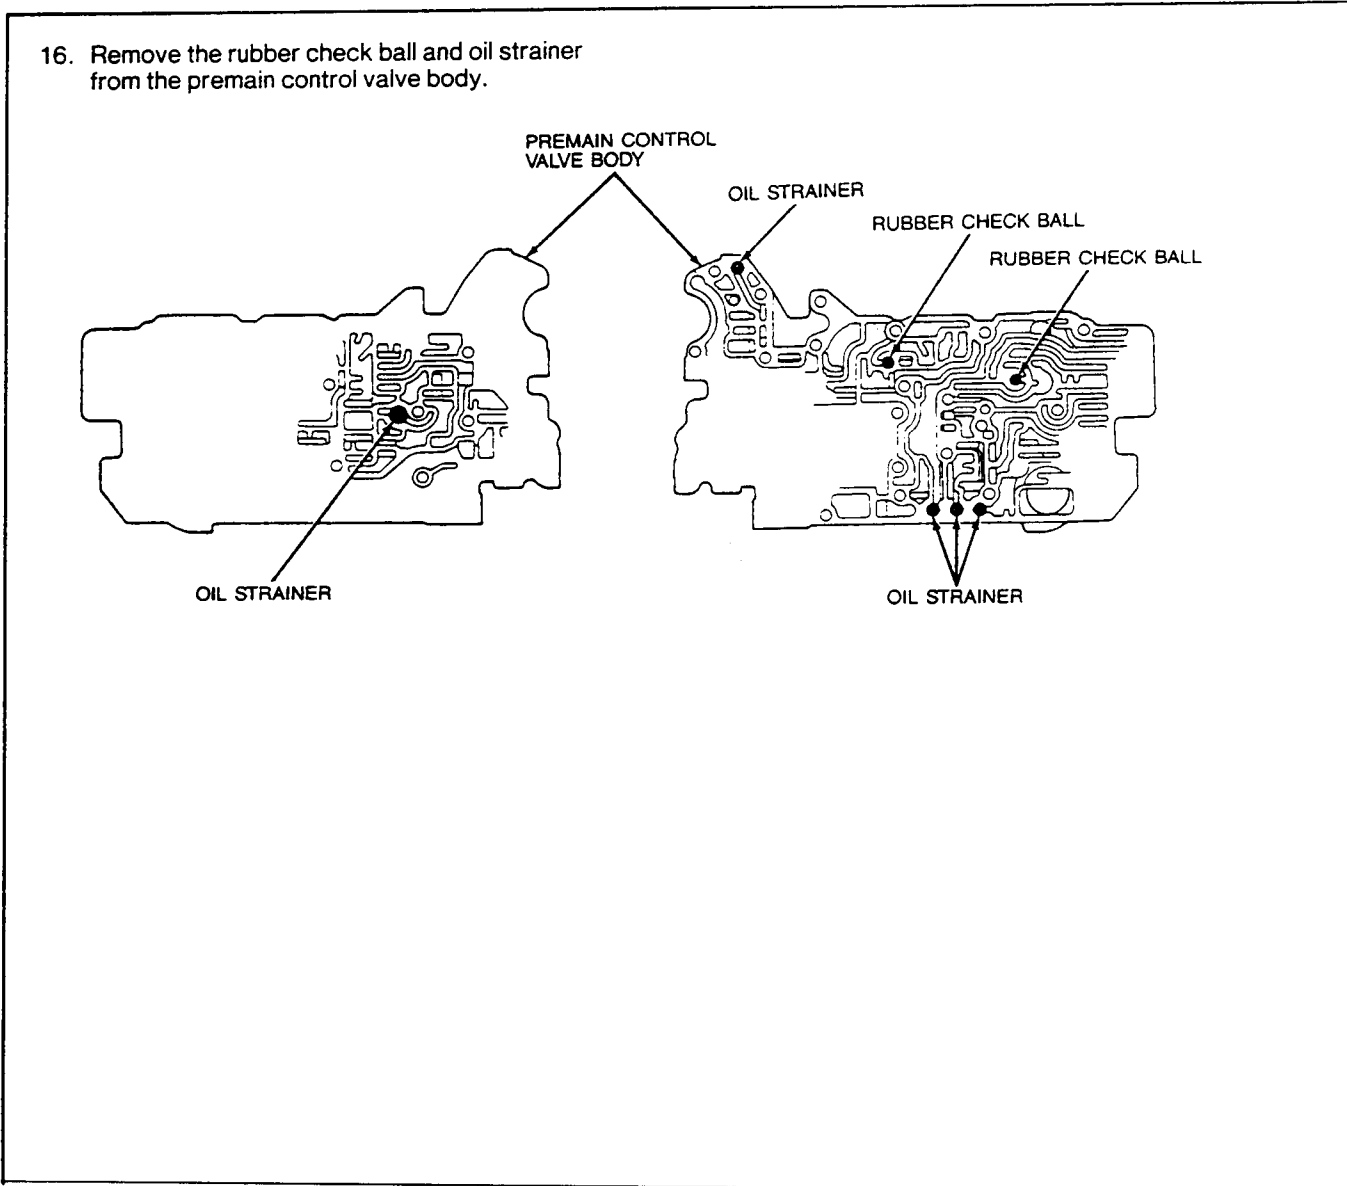 16. Remove the rubber check ball and oil strainer
from the premain control valve body.
PREMAIN CONTROL
VALVE BODY
OIL STRAINER
RUBBER CHECK BALL
RUBBER CHECK BALL
OIL STRAINER
OIL STRAINER